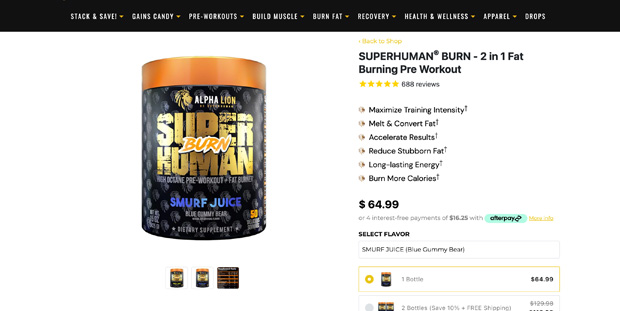 STACK & SAVE! GAINS CANDY PRE-WORKOUTS BUILD MUSCLE BURN FAT RECOVERY HEALTH & WELLNESS APPAREL DROPS
‹ Back to Shop
SUPERHUMAN® BURN - 2 in 1 Fat
Burning Pre Workout
688 reviews
Maximize Training Intensity†
Melt & Convert Fat†
Accelerate Results†
Reduce Stubborn Fat†
Long-lasting Energy†
Burn More Calories†
$ 64.99
or 4 interest-free payments of $16.25 with afterpay More info
SELECT FLAVOR
SMURF JUICE (Blue Gummy Bear)
1 Bottle $64.99
2 Bottles (Save 10% + FREE Shipping) $129.98
ALPHA LION
SUPER
BURN
HUMAN
HIGH OCTANE PRE-WORKOUT + FAT BURNER
SMURF JUICE
BLUE GUMMY BEAR
50
DIETARY SUPPLEMENT